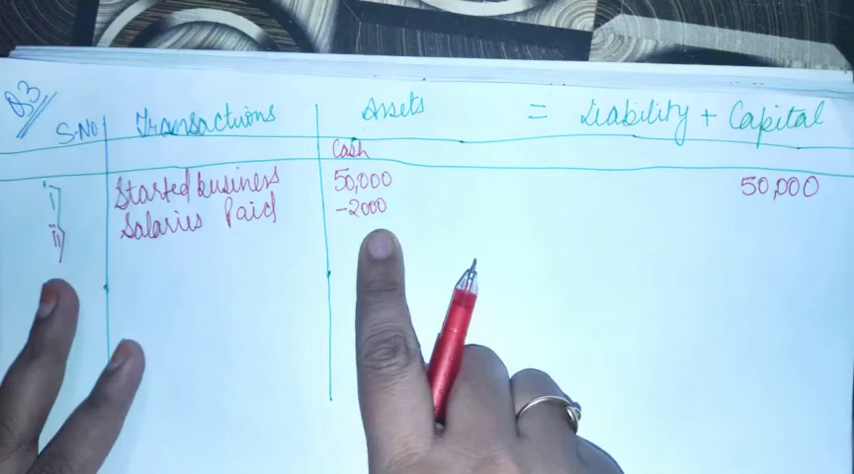 Q3
S.No Transactions Assets = Liability + Capital
Cash
i) Started business 50,000 50,000
ii) Salaries Paid -2000